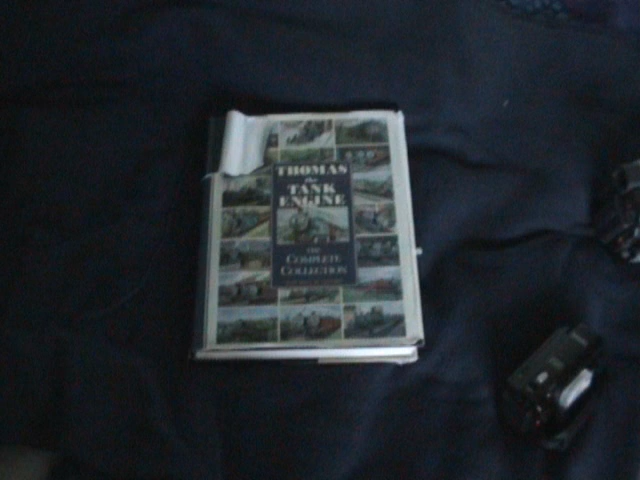 THOMAS
the
TANK
ENGINE
THE
COMPLETE
COLLECTION